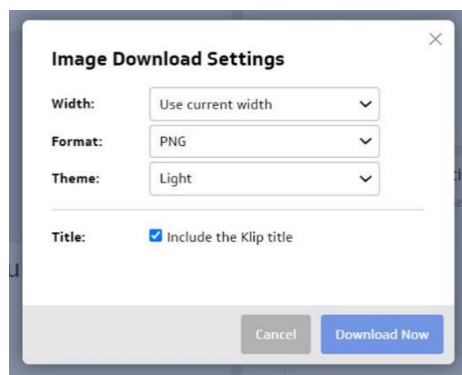 Image Download Settings
Width: Use current width
Format: PNG
Theme: Light
Title: Include the Klip title
Cancel Download Now